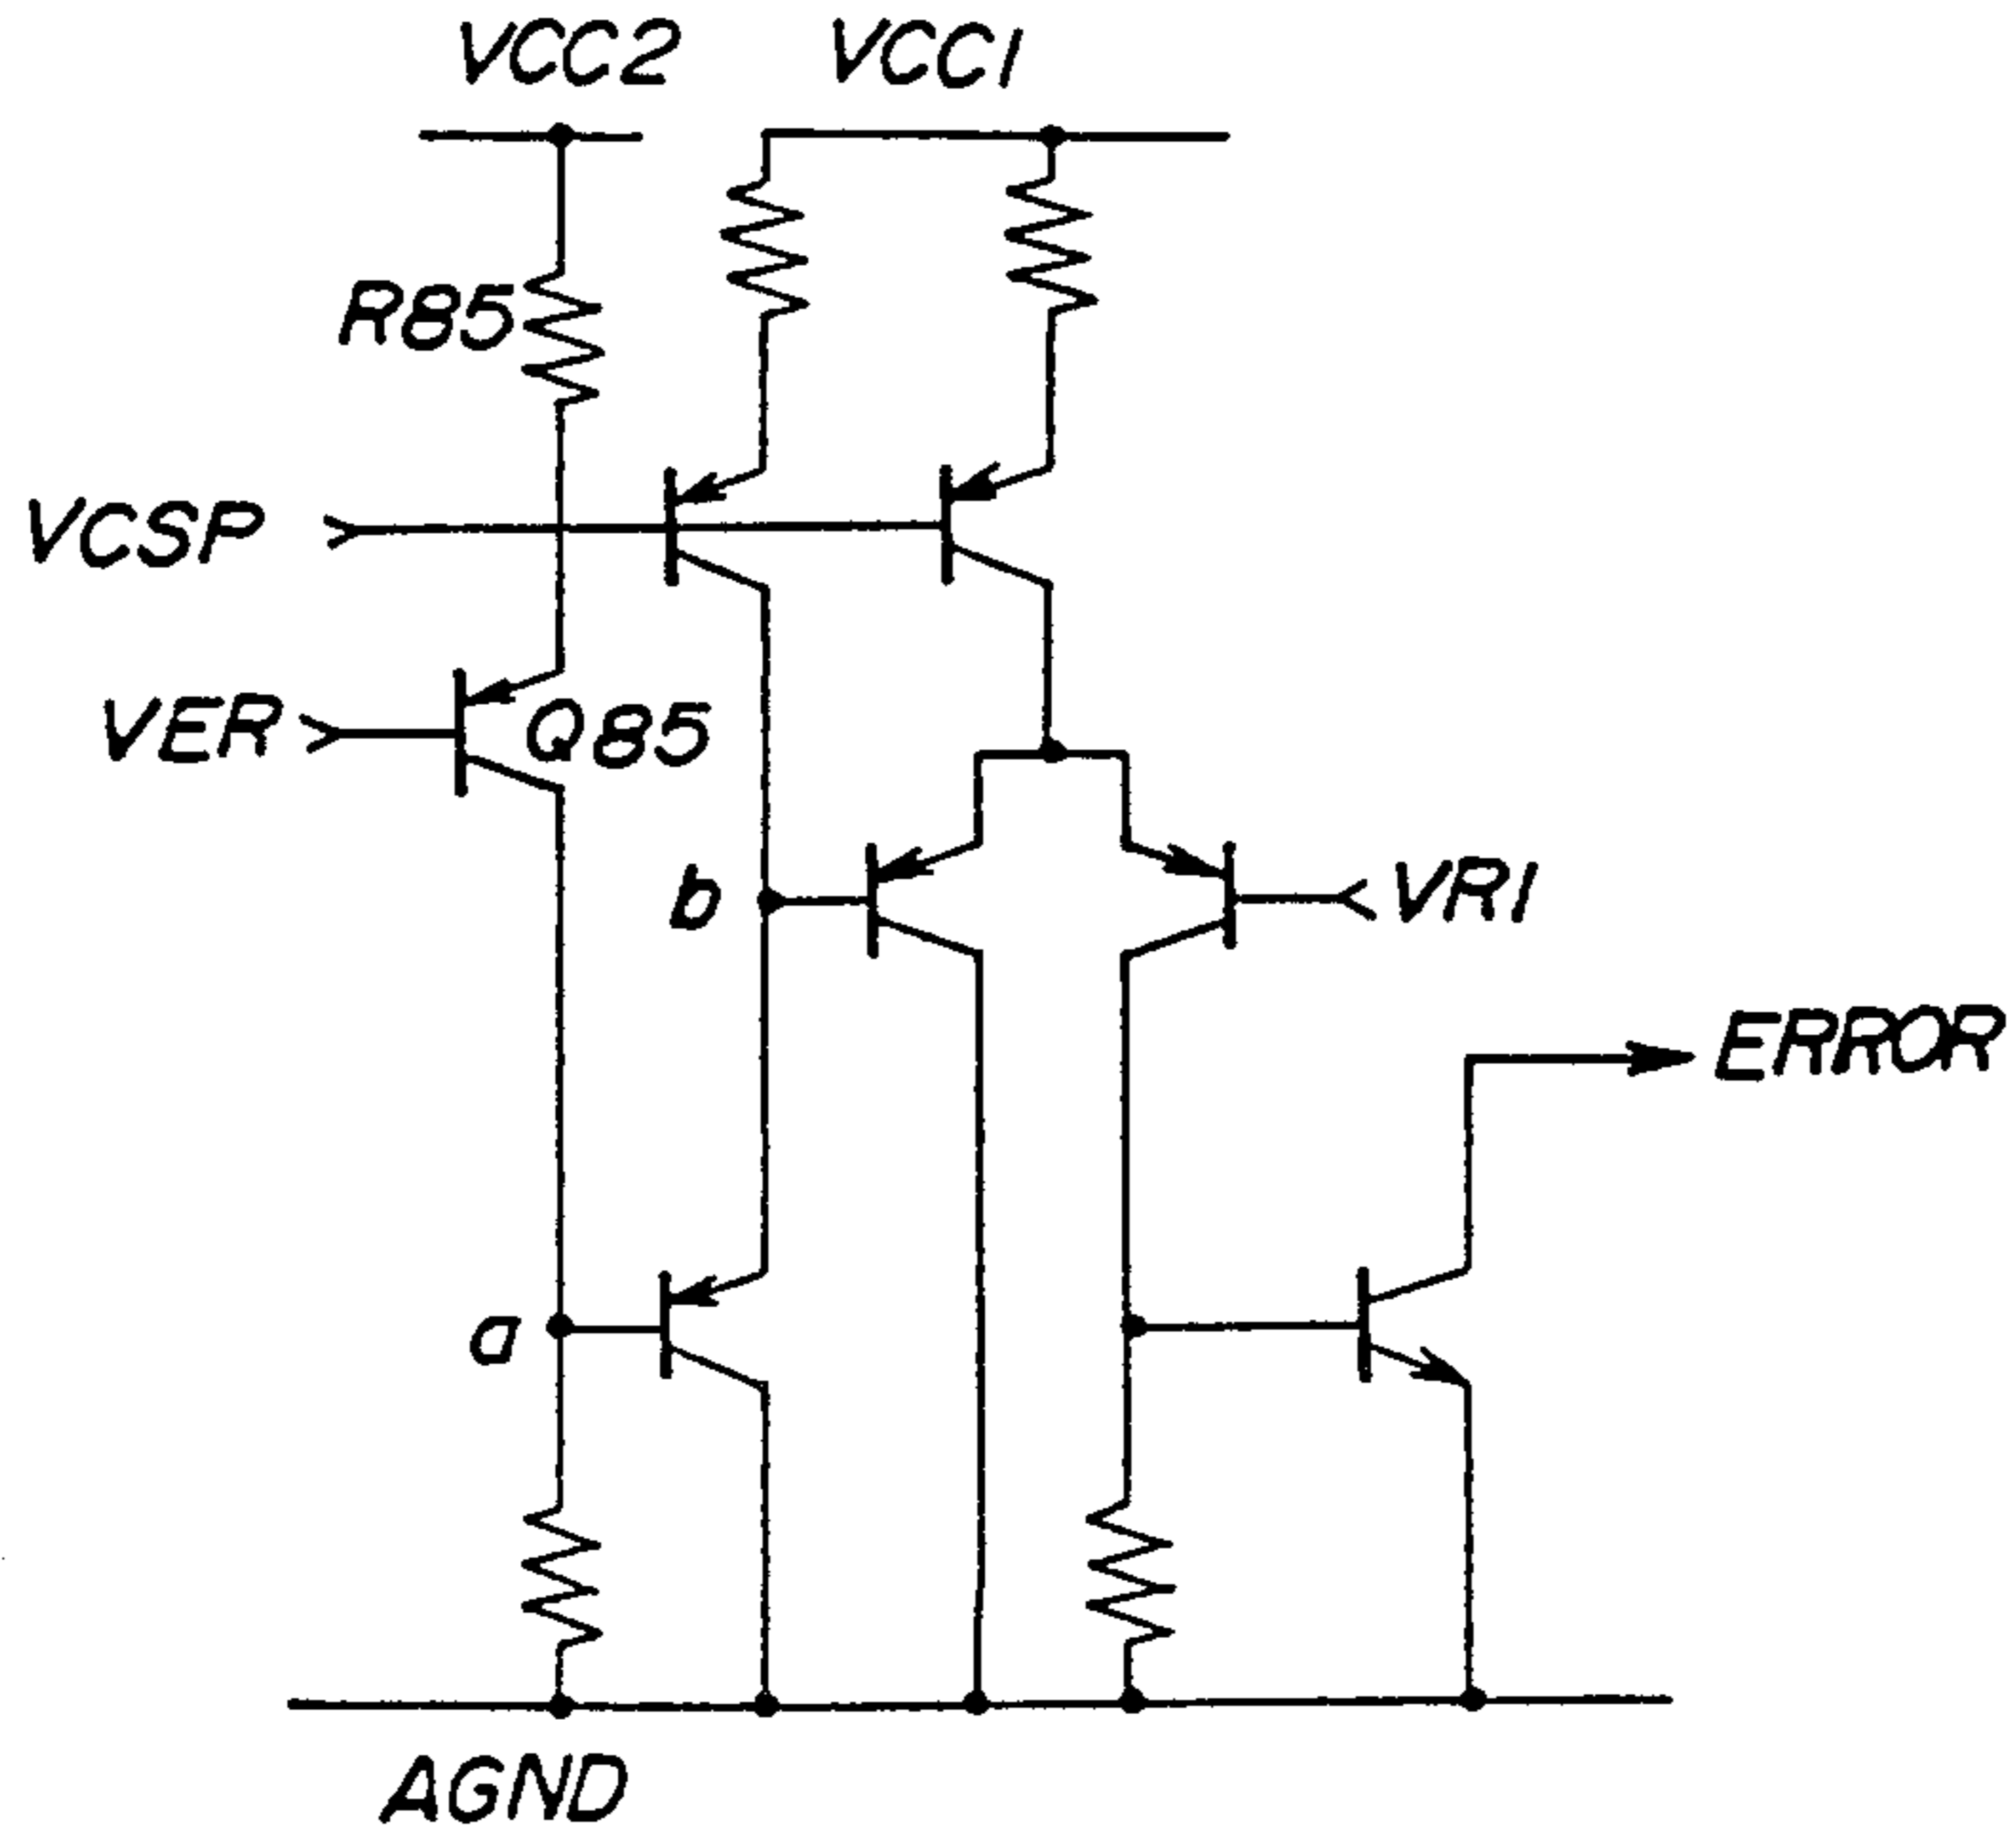 VCC2
VCC1
R85
VCSP
VER
Q85
b
VR1
ERROR
a
AGND